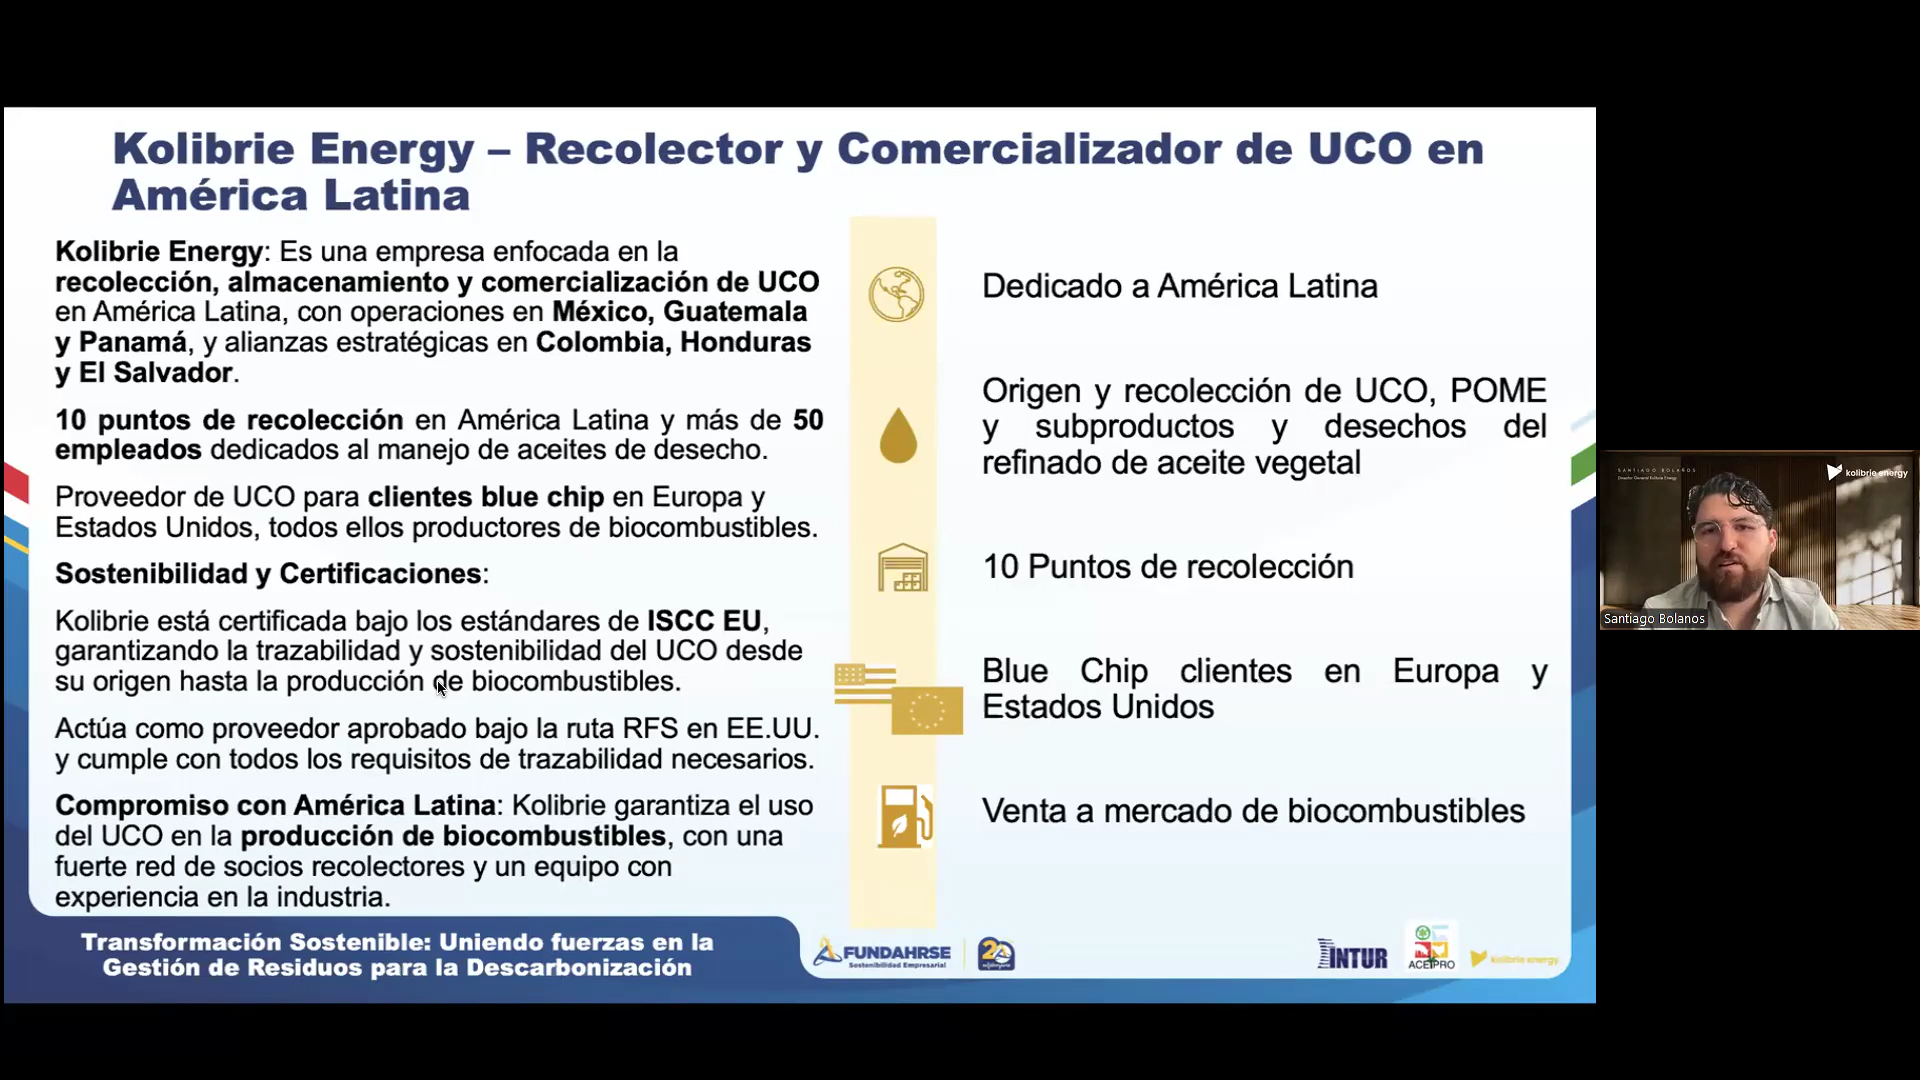 Kolibrie Energy – Recolector y Comercializador de UCO en
América Latina
Kolibrie Energy: Es una empresa enfocada en la
recolección, almacenamiento y comercialización de UCO
en América Latina, con operaciones en México, Guatemala
y Panamá, y alianzas estratégicas en Colombia, Honduras
y El Salvador.
10 puntos de recolección en América Latina y más de 50
empleados dedicados al manejo de aceites de desecho.
Proveedor de UCO para clientes blue chip en Europa y
Estados Unidos, todos ellos productores de biocombustibles.
Sostenibilidad y Certificaciones:
Kolibrie está certificada bajo los estándares de ISCC EU,
garantizando la trazabilidad y sostenibilidad del UCO desde
su origen hasta la producción de biocombustibles.
Actúa como proveedor aprobado bajo la ruta RFS en EE.UU.
y cumple con todos los requisitos de trazabilidad necesarios.
Compromiso con América Latina: Kolibrie garantiza el uso
del UCO en la producción de biocombustibles, con una
fuerte red de socios recolectores y un equipo con
experiencia en la industria.
Dedicado a América Latina
Origen y recolección de UCO, POME
y subproductos y desechos del
refinado de aceite vegetal
10 Puntos de recolección
Blue Chip clientes en Europa y
Estados Unidos
Venta a mercado de biocombustibles
Transformación Sostenible: Uniendo fuerzas en la
Gestión de Residuos para la Descarbonización
FUNDAHRSE
Sostenibilidad Empresarial
20
INTUR
ACEIPRO
kolibrie energy
SANTIAGO BOLAÑOS
Director General Kolibrie Energy
kolibrie energy
Santiago Bolanos